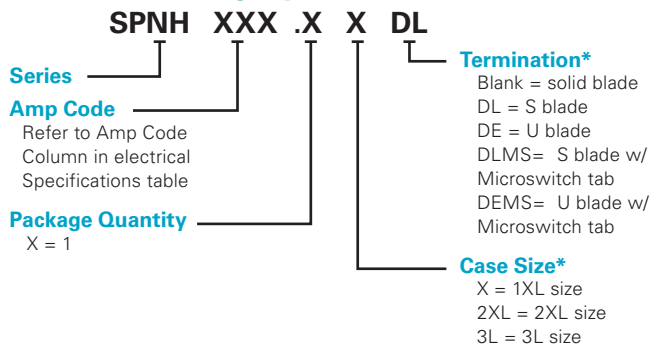 SPNH XXX .X X DL
Series
Amp Code
Refer to Amp Code
Column in electrical
Specifications table
Package Quantity
X = 1
Termination*
Blank = solid blade
DL = S blade
DE = U blade
DLMS= S blade w/
Microswitch tab
DEMS= U blade w/
Microswitch tab
Case Size*
X = 1XL size
2XL = 2XL size
3L = 3L size